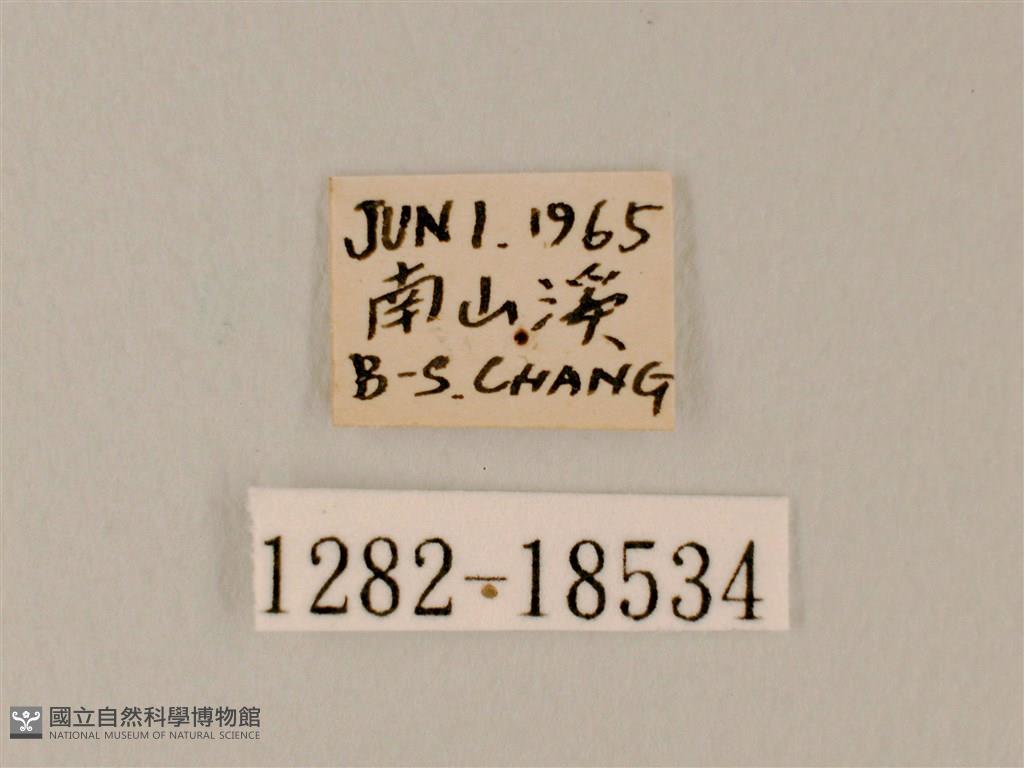 JUN 1. 1965
南山溪
B-S. CHANG
1282-18534
國立自然科學博物館
NATIONAL MUSEUM OF NATURAL SCIENCE